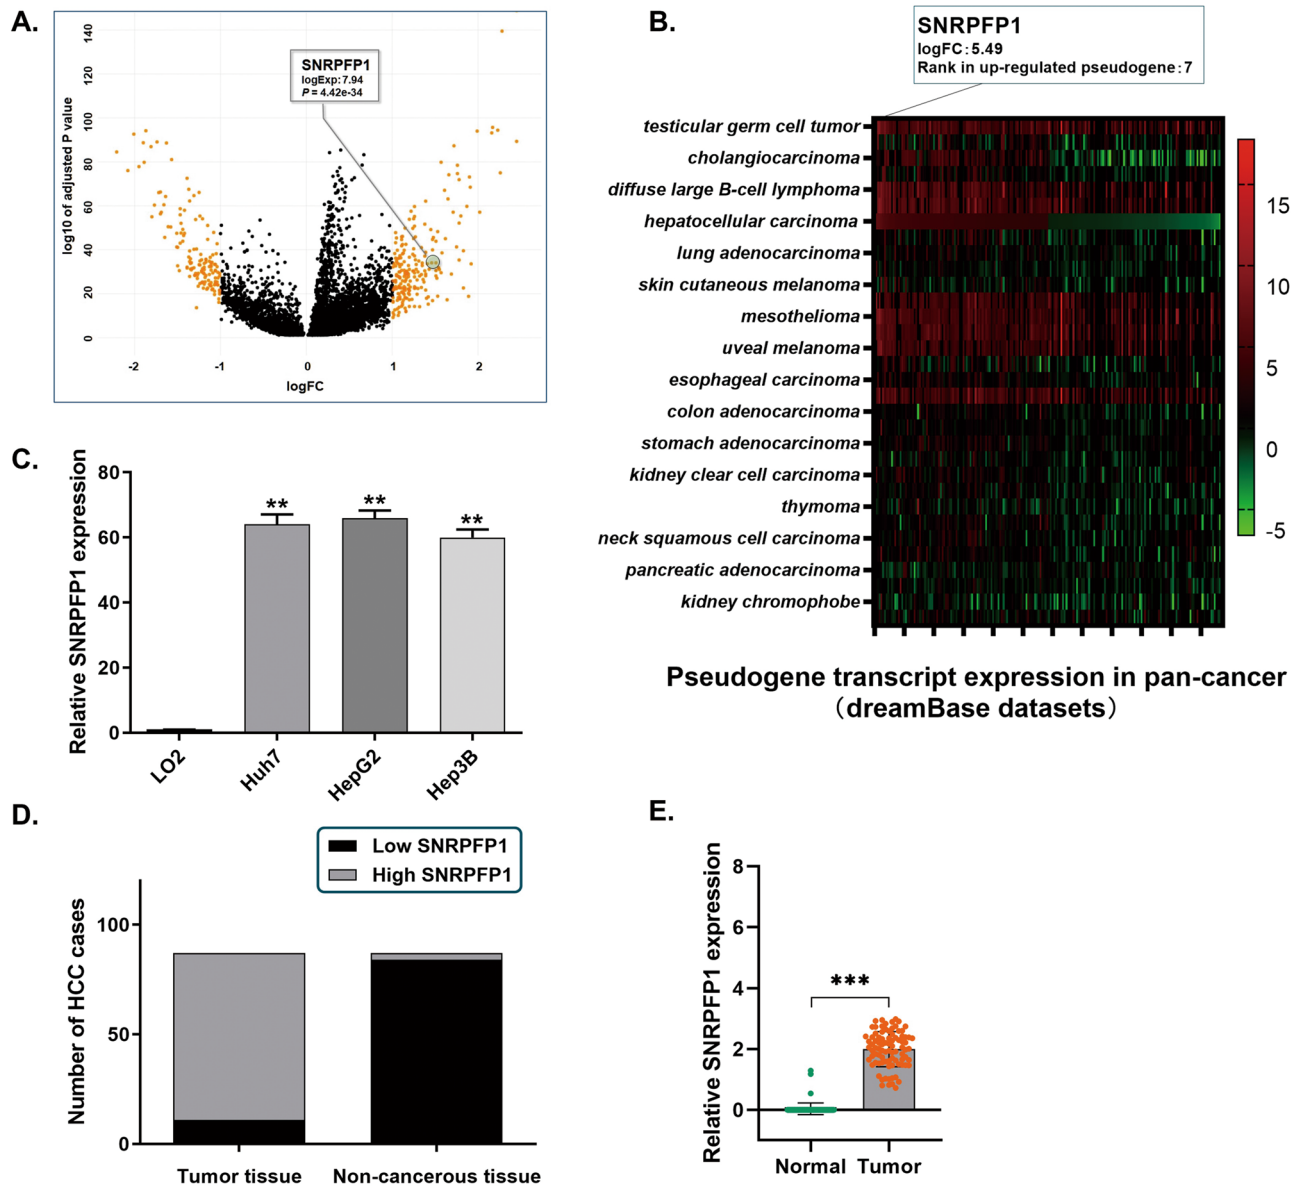 A.
log10 of adjusted P value
140
120
100
80
60
40
20
0
SNRPFP1
logExp: 7.94
P = 4.42e-34
-2
-1
0
1
2
logFC
B.
SNRPFP1
logFC: 5.49
Rank in up-regulated pseudogene: 7
testicular germ cell tumor
cholangiocarcinoma
diffuse large B-cell lymphoma
hepatocellular carcinoma
lung adenocarcinoma
skin cutaneous melanoma
mesothelioma
uveal melanoma
esophageal carcinoma
colon adenocarcinoma
stomach adenocarcinoma
kidney clear cell carcinoma
thymoma
neck squamous cell carcinoma
pancreatic adenocarcinoma
kidney chromophobe
15
10
5
0
-5
Pseudogene transcript expression in pan-cancer
（dreamBase datasets）
C.
Relative SNRPFP1 expression
80
60
40
20
0
**
**
**
LO2
Huh7
HepG2
Hep3B
D.
Low SNRPFP1
High SNRPFP1
Number of HCC cases
100
50
0
Tumor tissue
Non-cancerous tissue
E.
Relative SNRPFP1 expression
8
6
4
2
0
***
Normal
Tumor